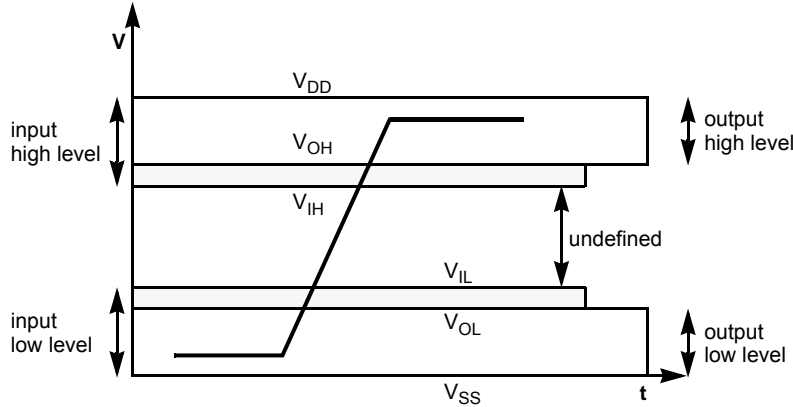 V
V_DD
input
high level
V_OH
output
high level
V_IH
undefined
V_IL
input
low level
V_OL
output
low level
V_SS
t